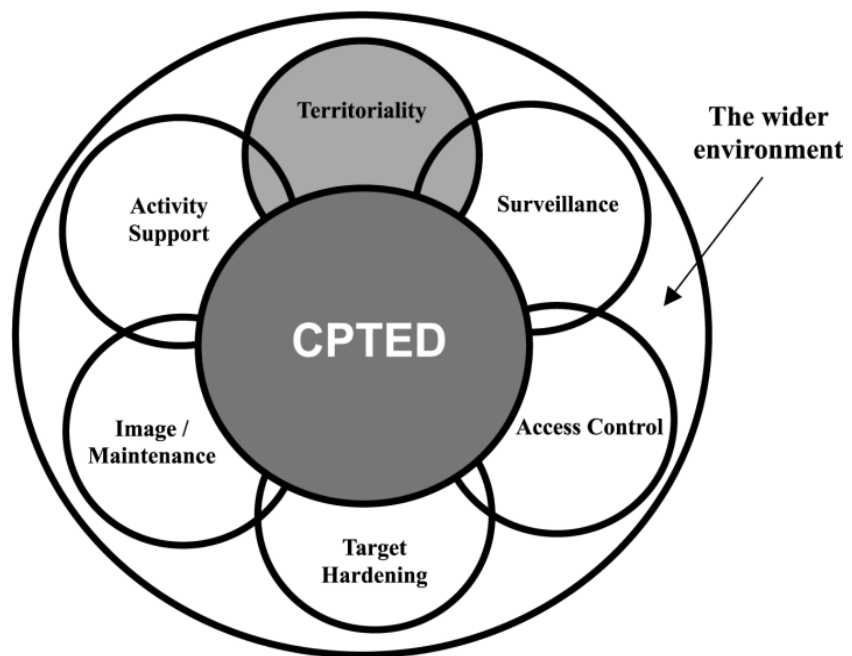 Territoriality
The wider
environment
Activity
Support
Surveillance
CPTED
Image /
Maintenance
Access Control
Target
Hardening